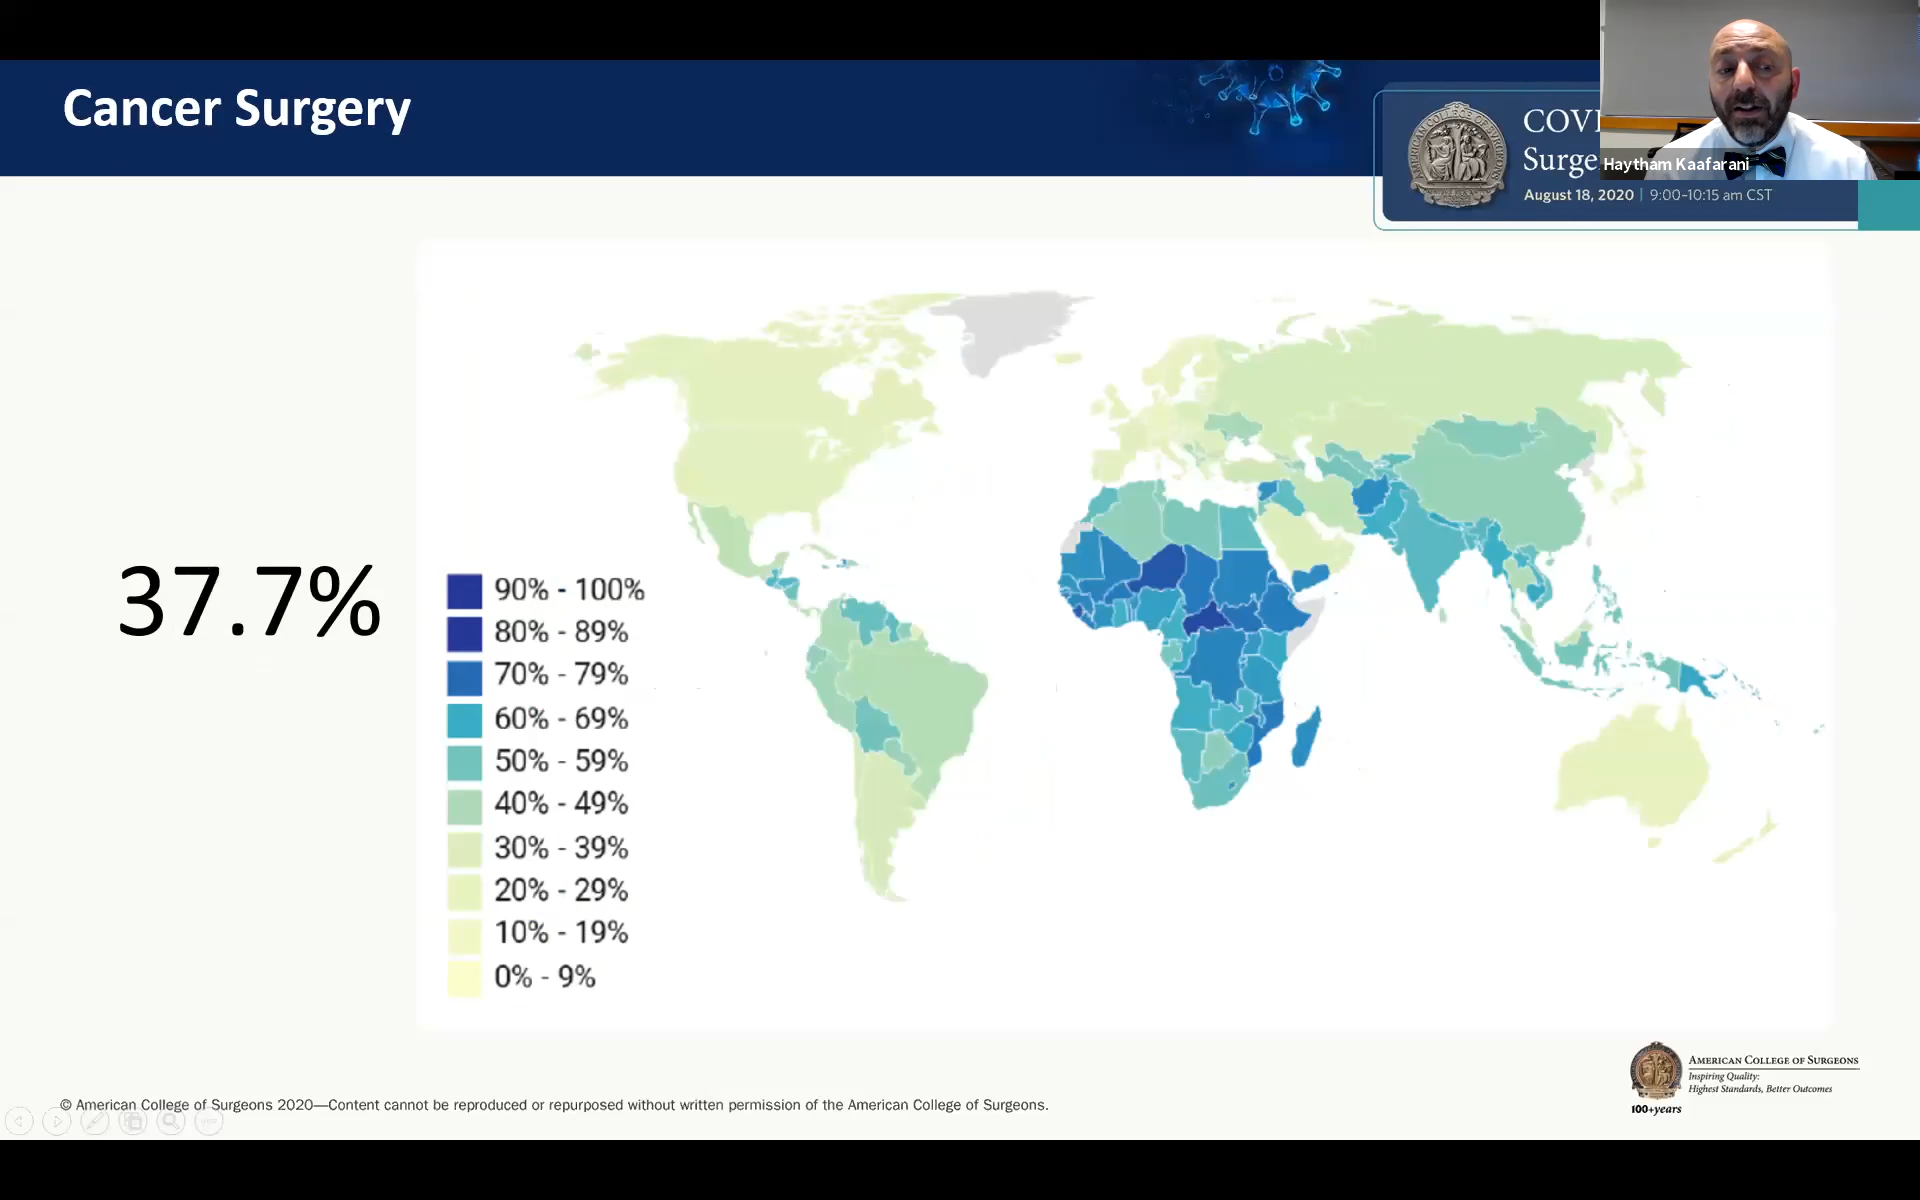 Cancer Surgery
COVI
Surge
Haytham Kaafarani
August 18, 2020 | 9:00–10:15 am CST
37.7%
90% - 100%
80% - 89%
70% - 79%
60% - 69%
50% - 59%
40% - 49%
30% - 39%
20% - 29%
10% - 19%
0% - 9%
AMERICAN COLLEGE OF SURGEONS
Inspiring Quality:
Highest Standards, Better Outcomes
100+years
© American College of Surgeons 2020—Content cannot be reproduced or repurposed without written permission of the American College of Surgeons.